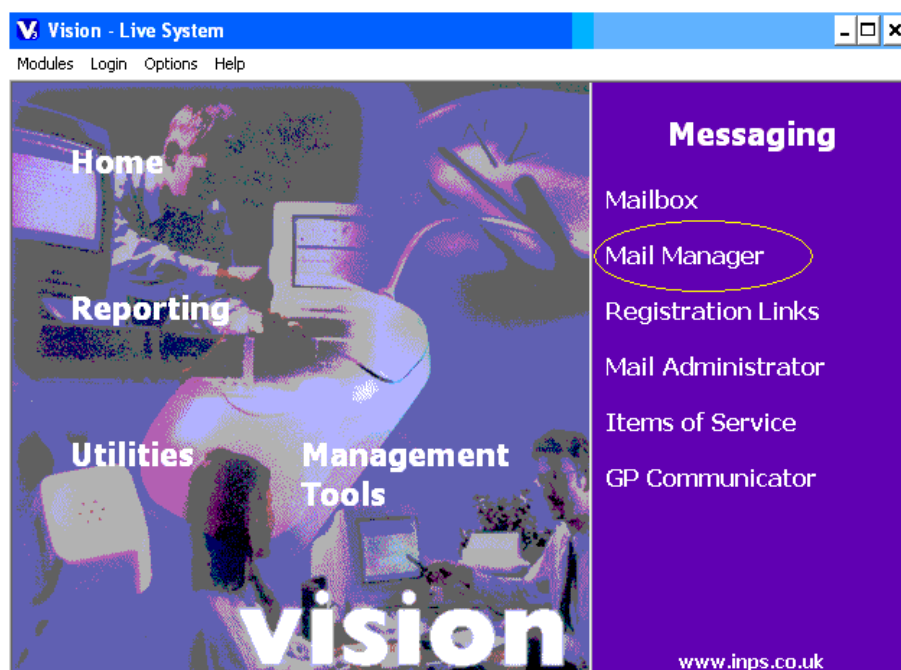 Vision - Live System
Modules Login Options Help
Home
Reporting
Utilities
Management
Tools
vision
Messaging
Mailbox
Mail Manager
Registration Links
Mail Administrator
Items of Service
GP Communicator
www.inps.co.uk